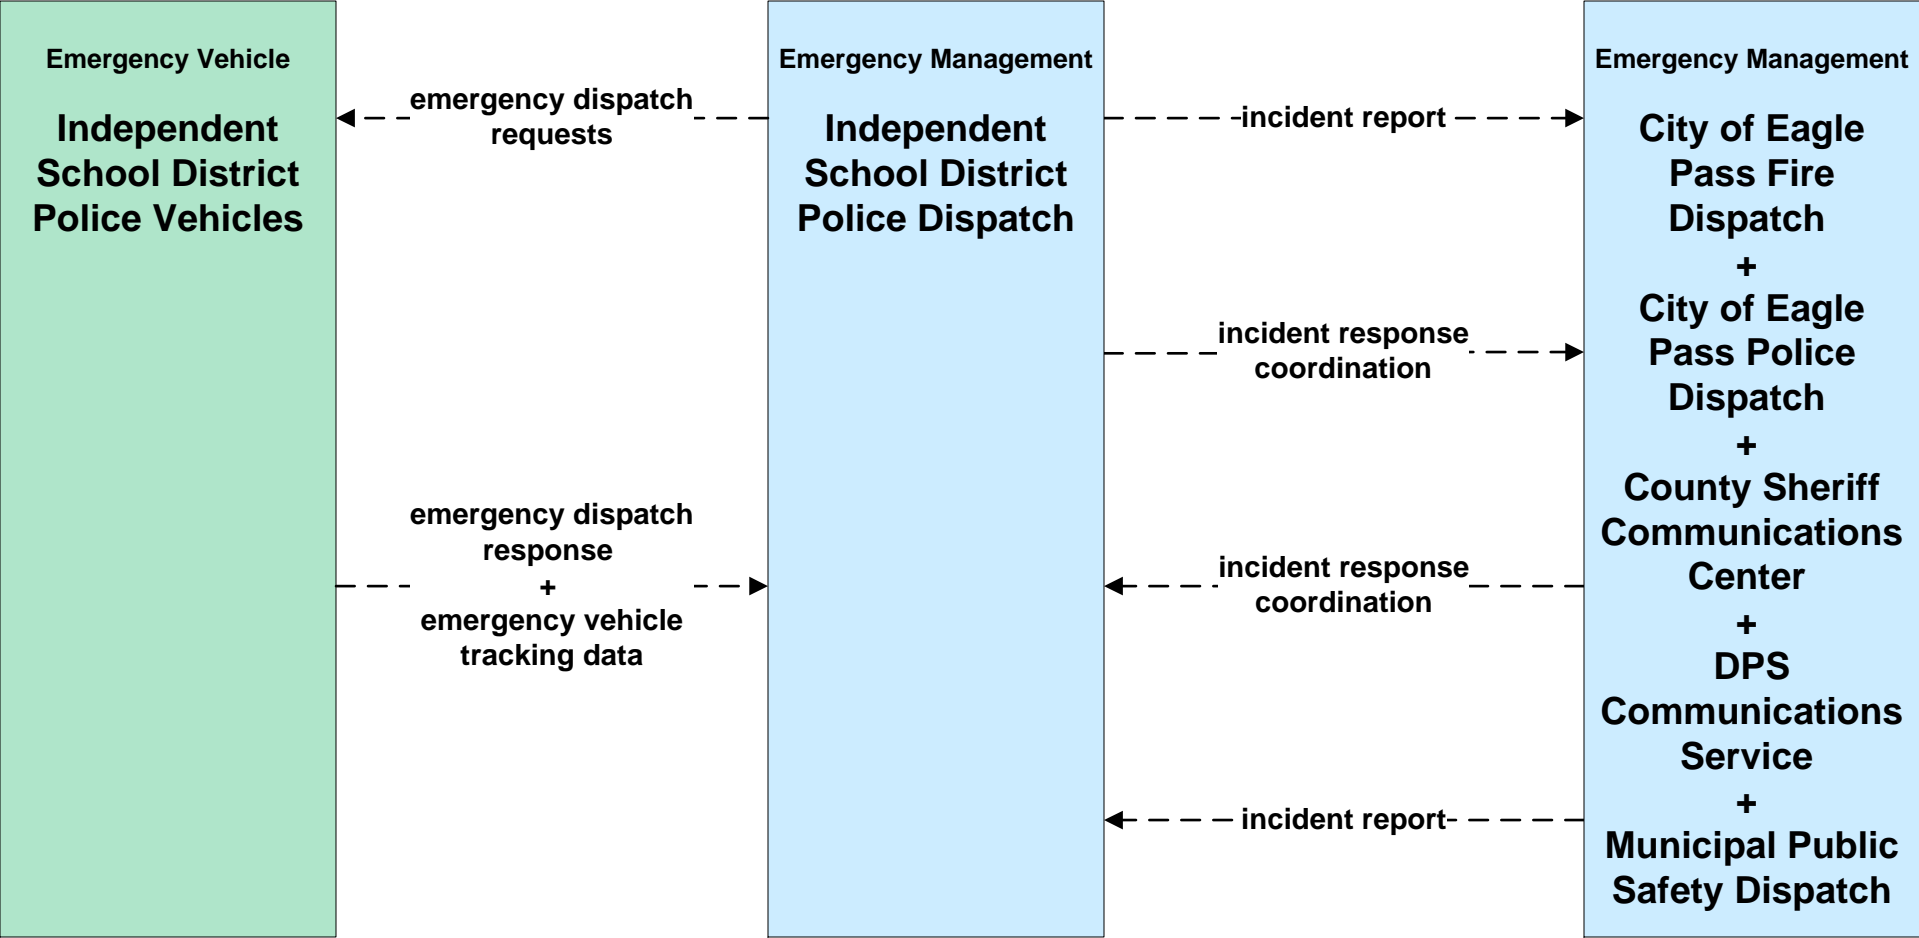 Emergency Vehicle
Independent
School District
Police Vehicles
emergency dispatch
requests
emergency dispatch
response
+
emergency vehicle
tracking data
Emergency Management
Independent
School District
Police Dispatch
incident report
incident response
coordination
incident response
coordination
incident report
Emergency Management
City of Eagle
Pass Fire
Dispatch
+
City of Eagle
Pass Police
Dispatch
+
County Sheriff
Communications
Center
+
DPS
Communications
Service
+
Municipal Public
Safety Dispatch